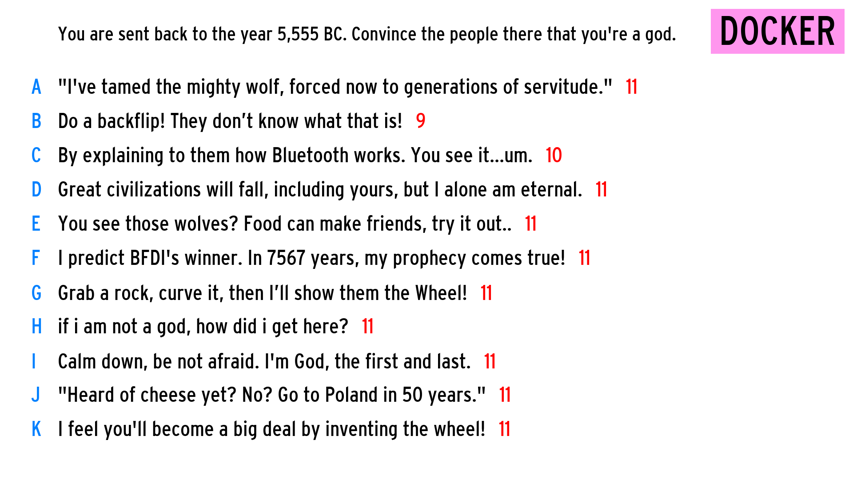 You are sent back to the year 5,555 BC. Convince the people there that you're a god.
DOCKER
A "I've tamed the mighty wolf, forced now to generations of servitude." 11
B Do a backflip! They don’t know what that is! 9
C By explaining to them how Bluetooth works. You see it...um. 10
D Great civilizations will fall, including yours, but I alone am eternal. 11
E You see those wolves? Food can make friends, try it out.. 11
F I predict BFDI's winner. In 7567 years, my prophecy comes true! 11
G Grab a rock, curve it, then I’ll show them the Wheel! 11
H if i am not a god, how did i get here? 11
I Calm down, be not afraid. I'm God, the first and last. 11
J "Heard of cheese yet? No? Go to Poland in 50 years." 11
K I feel you'll become a big deal by inventing the wheel! 11